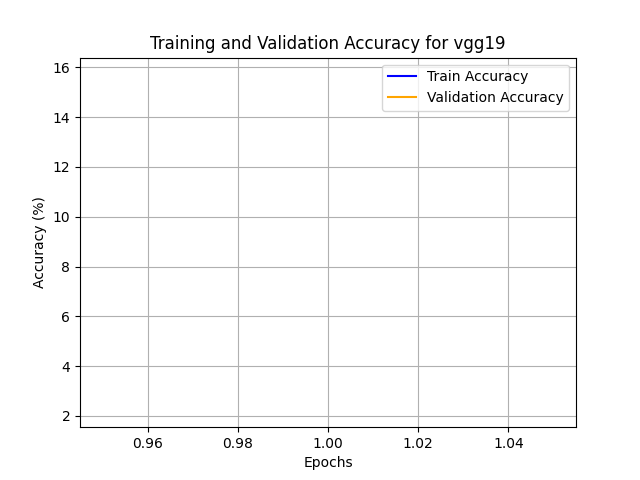 Training and Validation Accuracy for vgg19
Train Accuracy
Validation Accuracy
Accuracy (%)
16
14
12
10
8
6
4
2
0.96 0.98 1.00 1.02 1.04
Epochs